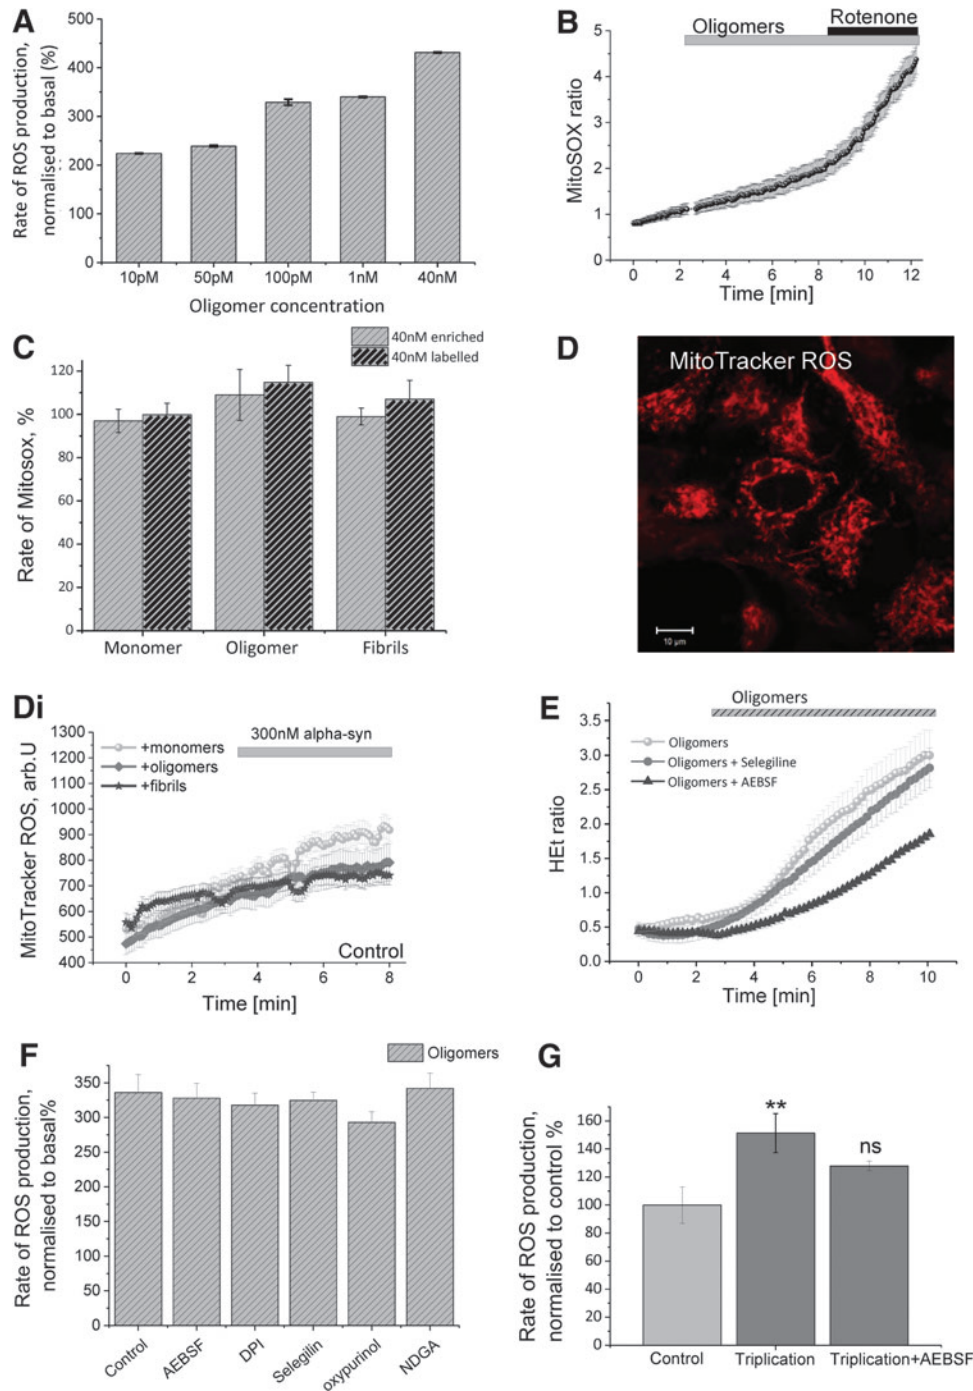 A
Rate of ROS production,
normalised to basal (%)
500
400
300
200
100
0
10pM 50pM 100pM 1nM 40nM
Oligomer concentration
B
Oligomers
Rotenone
MitoSOX ratio
5
4
3
2
1
0
0 2 4 6 8 10 12
Time [min]
C
40nM enriched
40nM labelled
Rate of Mitosox, %
120
100
80
60
40
20
0
Monomer Oligomer Fibrils
D
MitoTracker ROS
10 µm
Di
300nM alpha-syn
+monomers
+oligomers
+fibrils
MitoTracker ROS, arb.U
1300
1200
1100
1000
900
800
700
600
500
400
Control
0 2 4 6 8
Time [min]
E
Oligomers
Oligomers
Oligomers + Selegiline
Oligomers + AEBSF
HEt ratio
3.5
3.0
2.5
2.0
1.5
1.0
0.5
0.0
0 2 4 6 8 10
Time [min]
F
Oligomers
Rate of ROS production,
normalised to basal%
350
300
250
200
150
100
50
0
Control AEBSF DPI Selegilin oxypurinol NDGA
G
Rate of ROS production,
normalised to control %
160
140
120
100
80
60
40
20
0
**
ns
Control Triplication Triplication+AEBSF